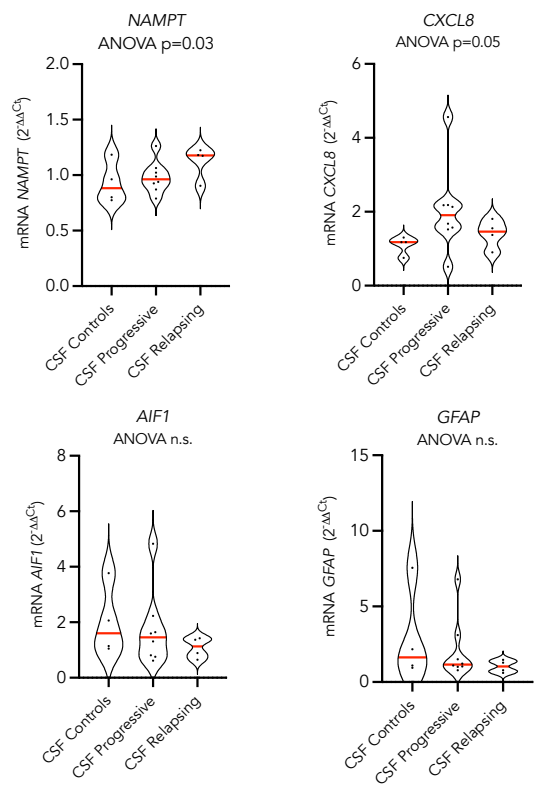 NAMPT
ANOVA p=0.03
mRNA NAMPT (2^-ΔΔCt)
2.0
1.5
1.0
0.5
0.0
CSF Controls
CSF Progressive
CSF Relapsing
CXCL8
ANOVA p=0.05
mRNA CXCL8 (2^-ΔΔCt)
6
4
2
0
CSF Controls
CSF Progressive
CSF Relapsing
AIF1
ANOVA n.s.
mRNA AIF1 (2^-ΔΔCt)
8
6
4
2
0
CSF Controls
CSF Progressive
CSF Relapsing
GFAP
ANOVA n.s.
mRNA GFAP (2^-ΔΔCt)
15
10
5
0
CSF Controls
CSF Progressive
CSF Relapsing